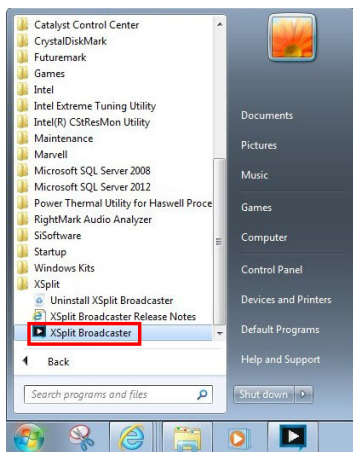 Catalyst Control Center
CrystalDiskMark
Futuremark
Games
Intel
Intel Extreme Tuning Utility
Intel(R) CStResMon Utility
Maintenance
Marvell
Microsoft SQL Server 2008
Microsoft SQL Server 2012
Power Thermal Utility for Haswell Proce
RightMark Audio Analyzer
SiSoftware
Startup
Windows Kits
XSplit
Uninstall XSplit Broadcaster
XSplit Broadcaster Release Notes
XSplit Broadcaster
Back
Search programs and files
Documents
Pictures
Music
Games
Computer
Control Panel
Devices and Printers
Default Programs
Help and Support
Shut down